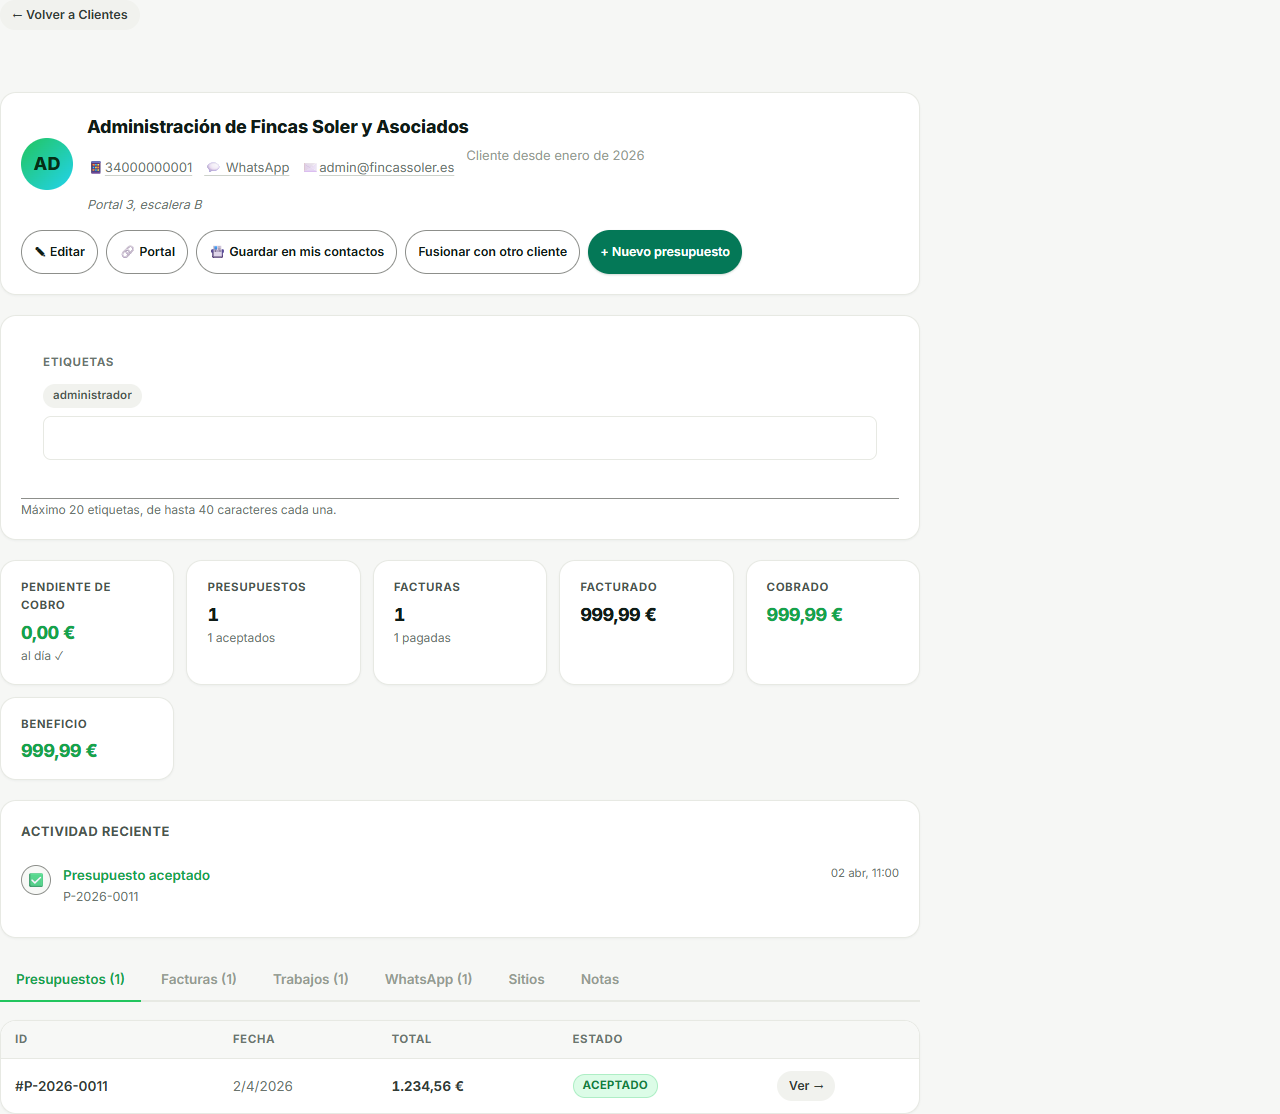 ← Volver a Clientes
Administración de Fincas Soler y Asociados
AD
34000000001 WhatsApp admin@fincassoler.es Cliente desde enero de 2026
Portal 3, escalera B
Editar Portal Guardar en mis contactos Fusionar con otro cliente + Nuevo presupuesto
ETIQUETAS
administrador
Máximo 20 etiquetas, de hasta 40 caracteres cada una.
PENDIENTE DE COBRO
0,00 €
al día ✓
PRESUPUESTOS
1
1 aceptados
FACTURAS
1
1 pagadas
FACTURADO
999,99 €
COBRADO
999,99 €
BENEFICIO
999,99 €
ACTIVIDAD RECIENTE
Presupuesto aceptado 02 abr, 11:00
P-2026-0011
Presupuestos (1) Facturas (1) Trabajos (1) WhatsApp (1) Sitios Notas
ID FECHA TOTAL ESTADO
#P-2026-0011 2/4/2026 1.234,56 € ACEPTADO Ver →